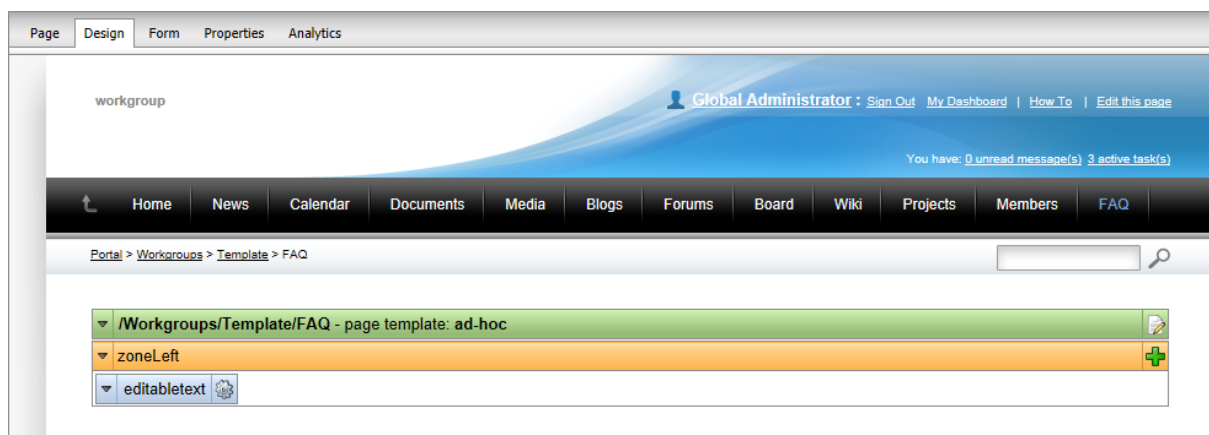 Page Design Form Properties Analytics
workgroup
Global Administrator : Sign Out My Dashboard | How To | Edit this page
You have: 0 unread message(s) 3 active task(s)
Home News Calendar Documents Media Blogs Forums Board Wiki Projects Members FAQ
Portal > Workgroups > Template > FAQ
/Workgroups/Template/FAQ - page template: ad-hoc
zoneLeft
editabletext